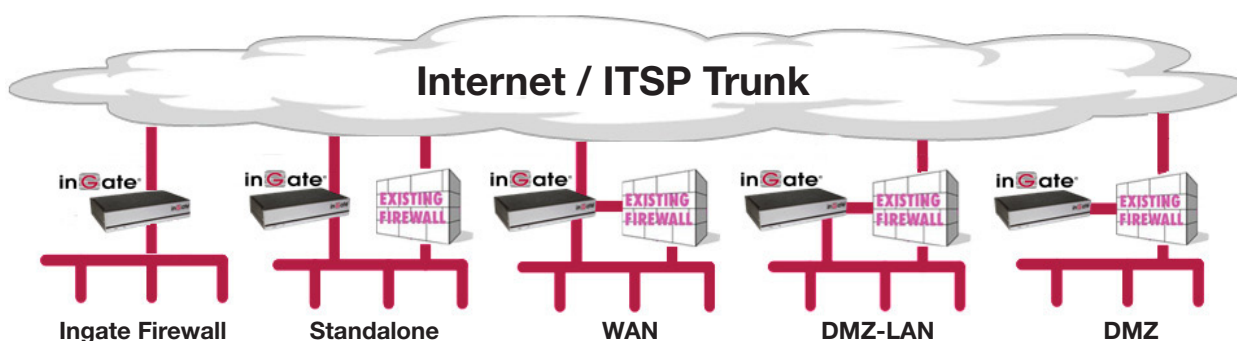 Internet / ITSP Trunk
inGate®
inGate®
EXISTING
FIREWALL
inGate®
EXISTING
FIREWALL
inGate®
EXISTING
FIREWALL
inGate®
EXISTING
FIREWALL
Ingate Firewall
Standalone
WAN
DMZ-LAN
DMZ